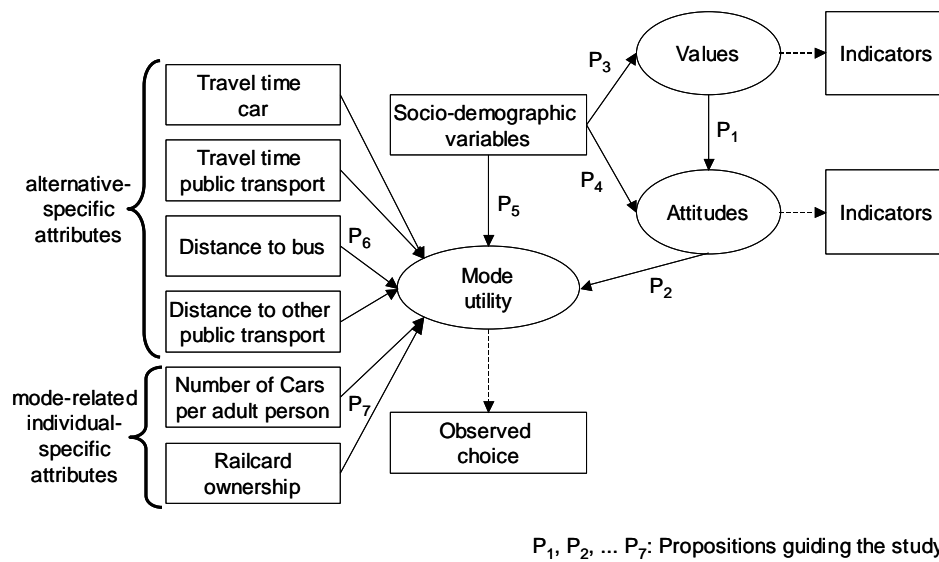 alternative-
specific
attributes
Travel time
car
Travel time
public transport
Distance to bus
Distance to other
public transport
mode-related
individual-
specific
attributes
Number of Cars
per adult person
Railcard
ownership
P6
P7
Socio-demographic
variables
P5
Mode
utility
Observed
choice
P3
P4
Values
P1
Attitudes
P2
Indicators
Indicators
P1, P2, ... P7: Propositions guiding the study